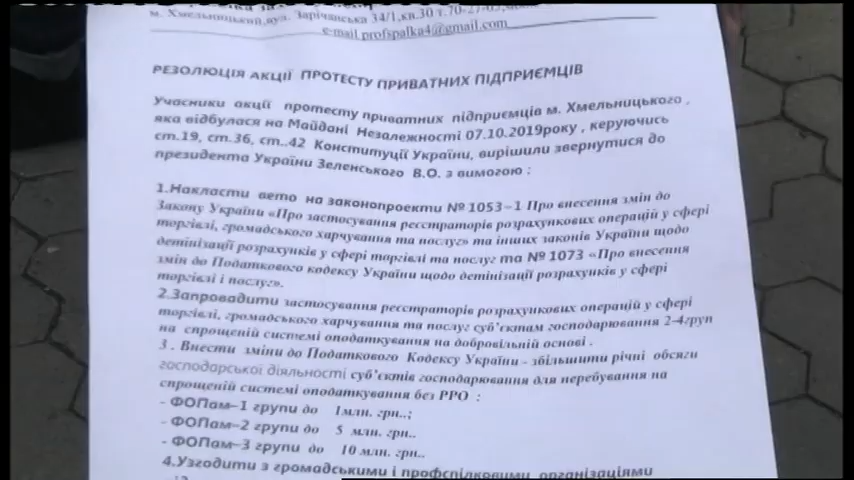 м. Хмельницький,вул. Зарічанська 34/1,кв.30 т.70-27-03,
e-mail.profspafka4@gmail.com
РЕЗОЛЮЦІЯ АКЦІЇ ПРОТЕСТУ ПРИВАТНИХ ПІДПРИЄМЦІВ
Учасники акції протесту приватних підприємців м. Хмельницького ,
яка відбулася на Майдані Незалежності 07.10.2019року , керуючись
ст.19, ст.36, ст..42 Конституції України, вирішили звернутися до
президента України Зеленського В.О. з вимогою :
1.Накласти вето на законопроекти №1053-1 Про внесення змін до
Закону України «Про застосування реєстраторів розрахункових операцій у сфері
торгівлі, громадського харчування та послуг» та інших законів України щодо
детінізації розрахунків у сфері торгівлі та послуг та №1073 «Про внесення
змін до Податкового кодексу України щодо детінізації розрахунків у сфері
торгівлі і послуг».
2.Запровадити застосування реєстраторів розрахункових операцій у сфері
торгівлі, громадського харчування та послуг суб'єктам господарювання 2-4груп
на спрощеній системі оподаткування на добровільній основі .
3 . Внести зміни до Податкового Кодексу України - збільшити річні обсяги
господарської діяльності суб'єктів господарювання для перебування на
спрощеній системі оподаткування без РРО :
- ФОПам-1 групи до 1млн. грн..;
- ФОПам-2 групи до 5 млн. грн..
- ФОПам-3 групи до 10 млн. грн..
4.Узгодити з громадськими і профспілковими організаціями